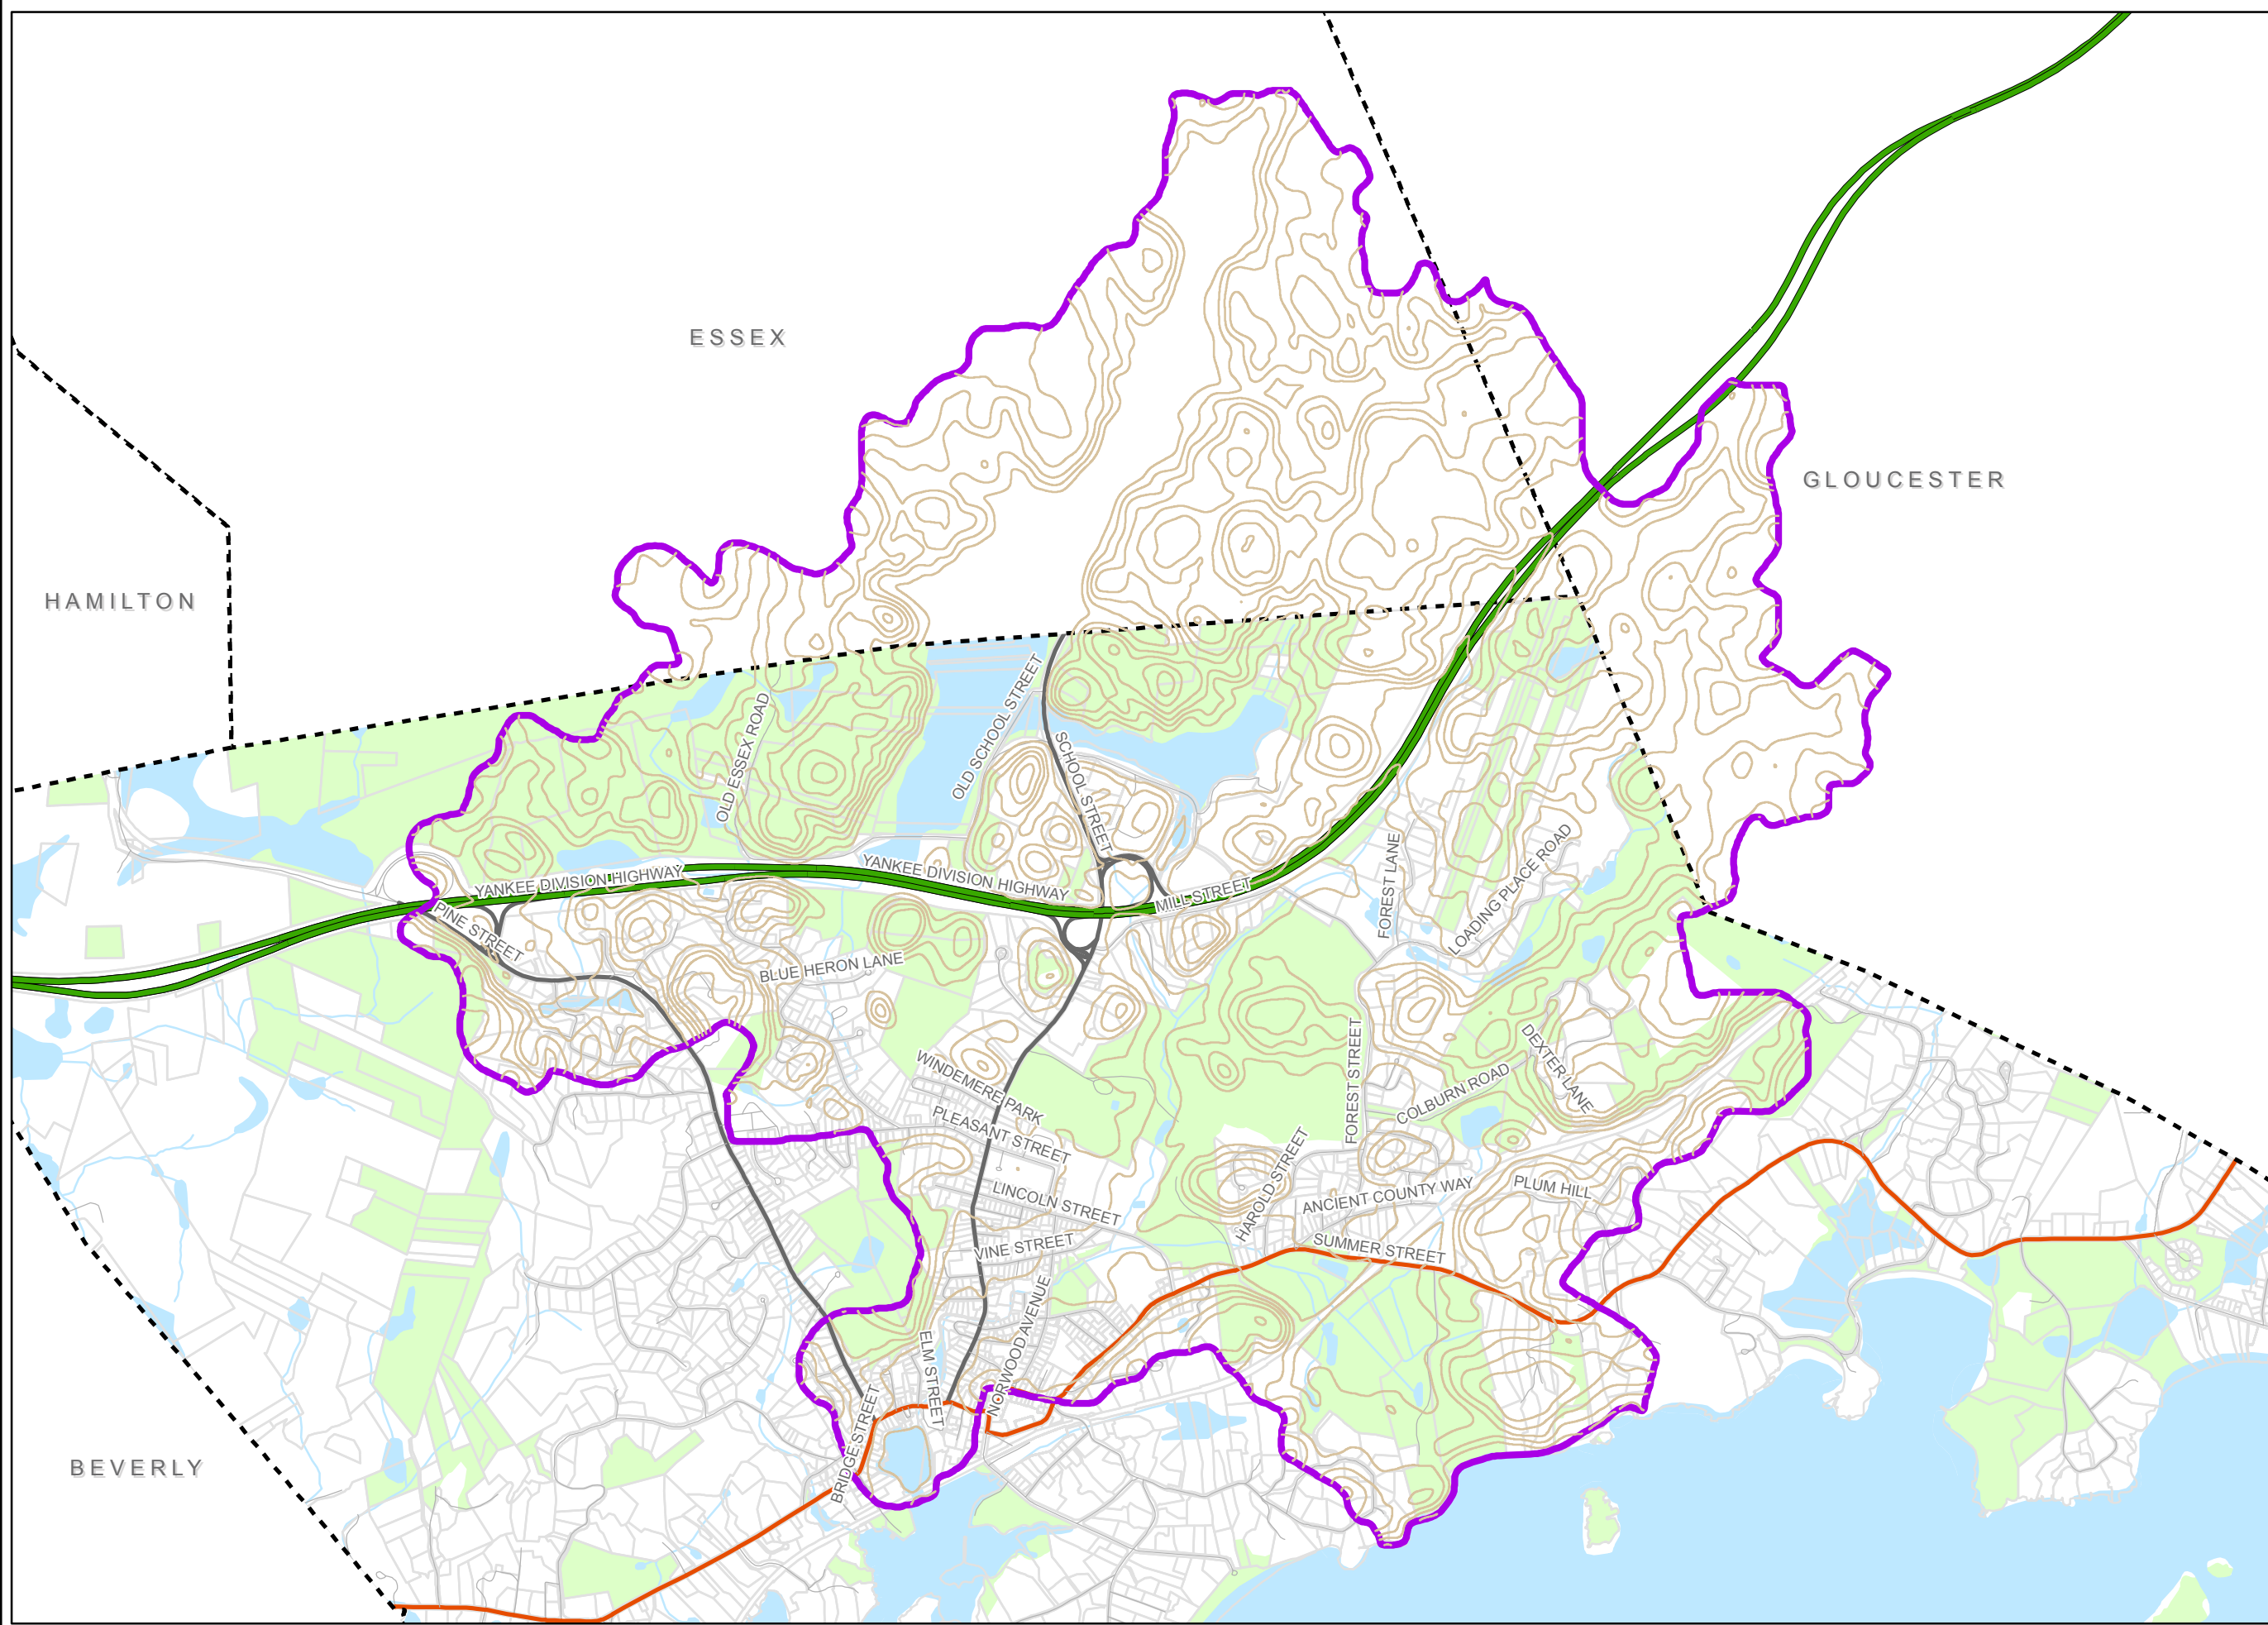 ESSEX
GLOUCESTER
HAMILTON
OLD ESSEX ROAD
OLD SCHOOL STREET
SCHOOL STREET
YANKEE DIVISION HIGHWAY
YANKEE DIVISION HIGHWAY
MILL STREET
FOREST LANE
LOADING PLACE ROAD
PINE STREET
BLUE HERON LANE
WINDEMERE PARK
PLEASANT STREET
FOREST STREET
COLBURN ROAD
DEXTER LANE
LINCOLN STREET
HAROLD STREET
ANCIENT COUNTY WAY
PLUM HILL
VINE STREET
SUMMER STREET
NORWOOD AVENUE
ELM STREET
BRIDGE STREET
BEVERLY